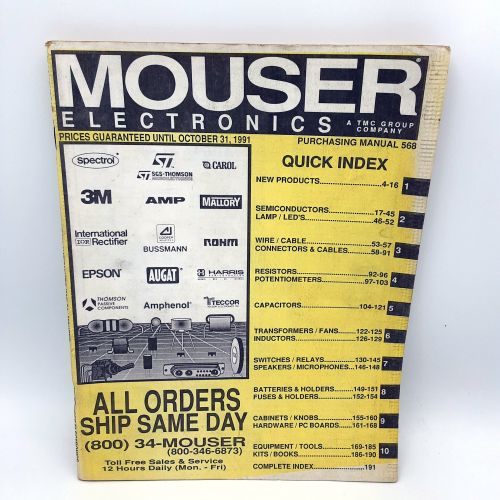 MOUSER®
ELECTRONICS A TMC GROUP COMPANY
PRICES GUARANTEED UNTIL OCTOBER 31, 1991
PURCHASING MANUAL 568
Spectrol
ST SGS-THOMSON
CAROL
3M
AMP
MALLORY
International
IOR Rectifier
BUSSMANN
ROHM
EPSON
AUGAT
HARRIS
THOMSON
PASSIVE
COMPONENTS
Amphenol
TECCOR
ALL ORDERS
SHIP SAME DAY
(800) 34-MOUSER
(800-346-6873)
Toll Free Sales & Service
12 Hours Daily (Mon. - Fri)
QUICK INDEX
NEW PRODUCTS....................4-16 1
SEMICONDUCTORS................17-45
LAMP / LED'S........................46-52 2
WIRE / CABLE.......................53-57
CONNECTORS & CABLES.......58-91 3
RESISTORS............................92-96
POTENTIOMETERS................97-103 4
CAPACITORS........................104-121 5
TRANSFORMERS / FANS........122-125
INDUCTORS.........................126-129 6
SWITCHES / RELAYS.............130-145
SPEAKERS / MICROPHONES...146-148 7
BATTERIES & HOLDERS.........149-151
FUSES & HOLDERS...............152-154 8
CABINETS / KNOBS...............155-160
HARDWARE / PC BOARDS.....161-168 9
EQUIPMENT / TOOLS.............169-185
KITS / BOOKS......................186-190 10
COMPLETE INDEX....................191